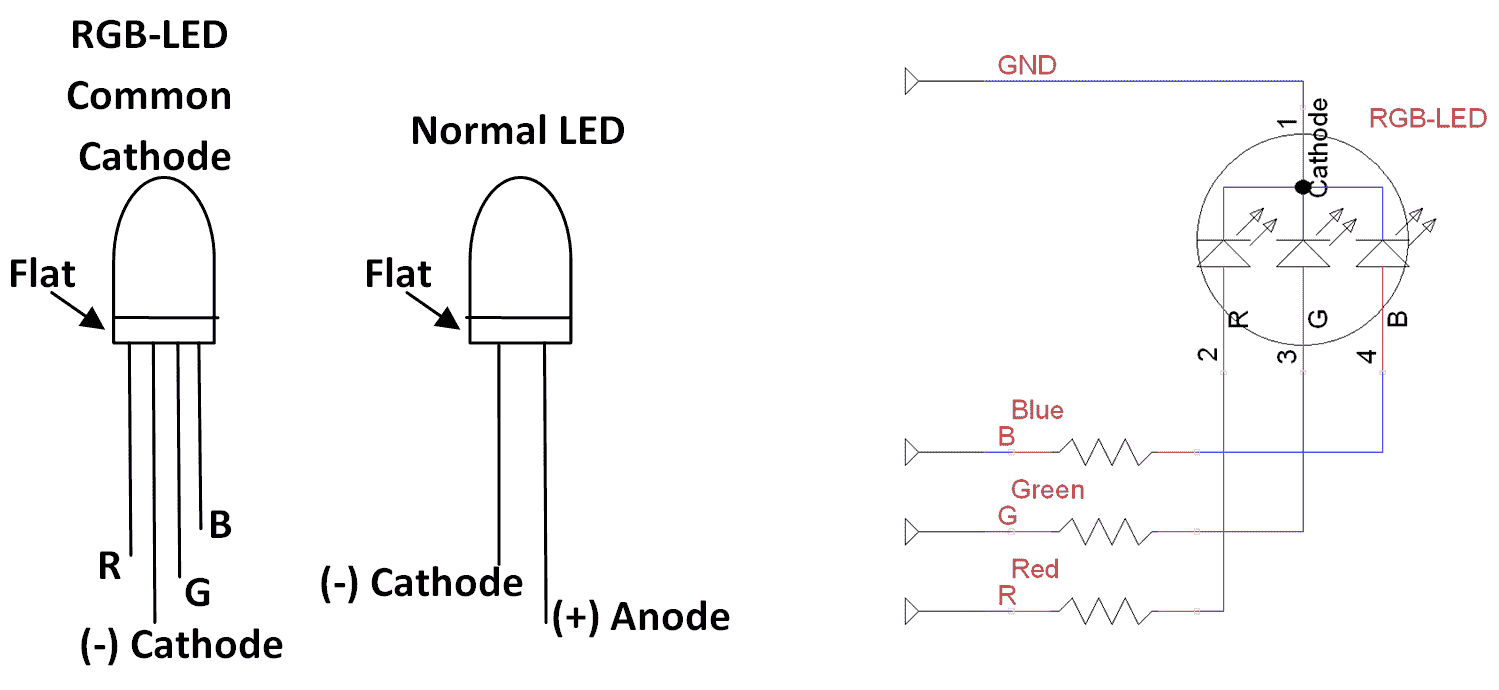 RGB-LED
Common
Cathode
Flat
R
B
G
(-) Cathode
Normal LED
Flat
(-) Cathode
(+) Anode
GND
RGB-LED
1
Cathode
R
G
B
2
3
4
Blue
B
Green
G
Red
R